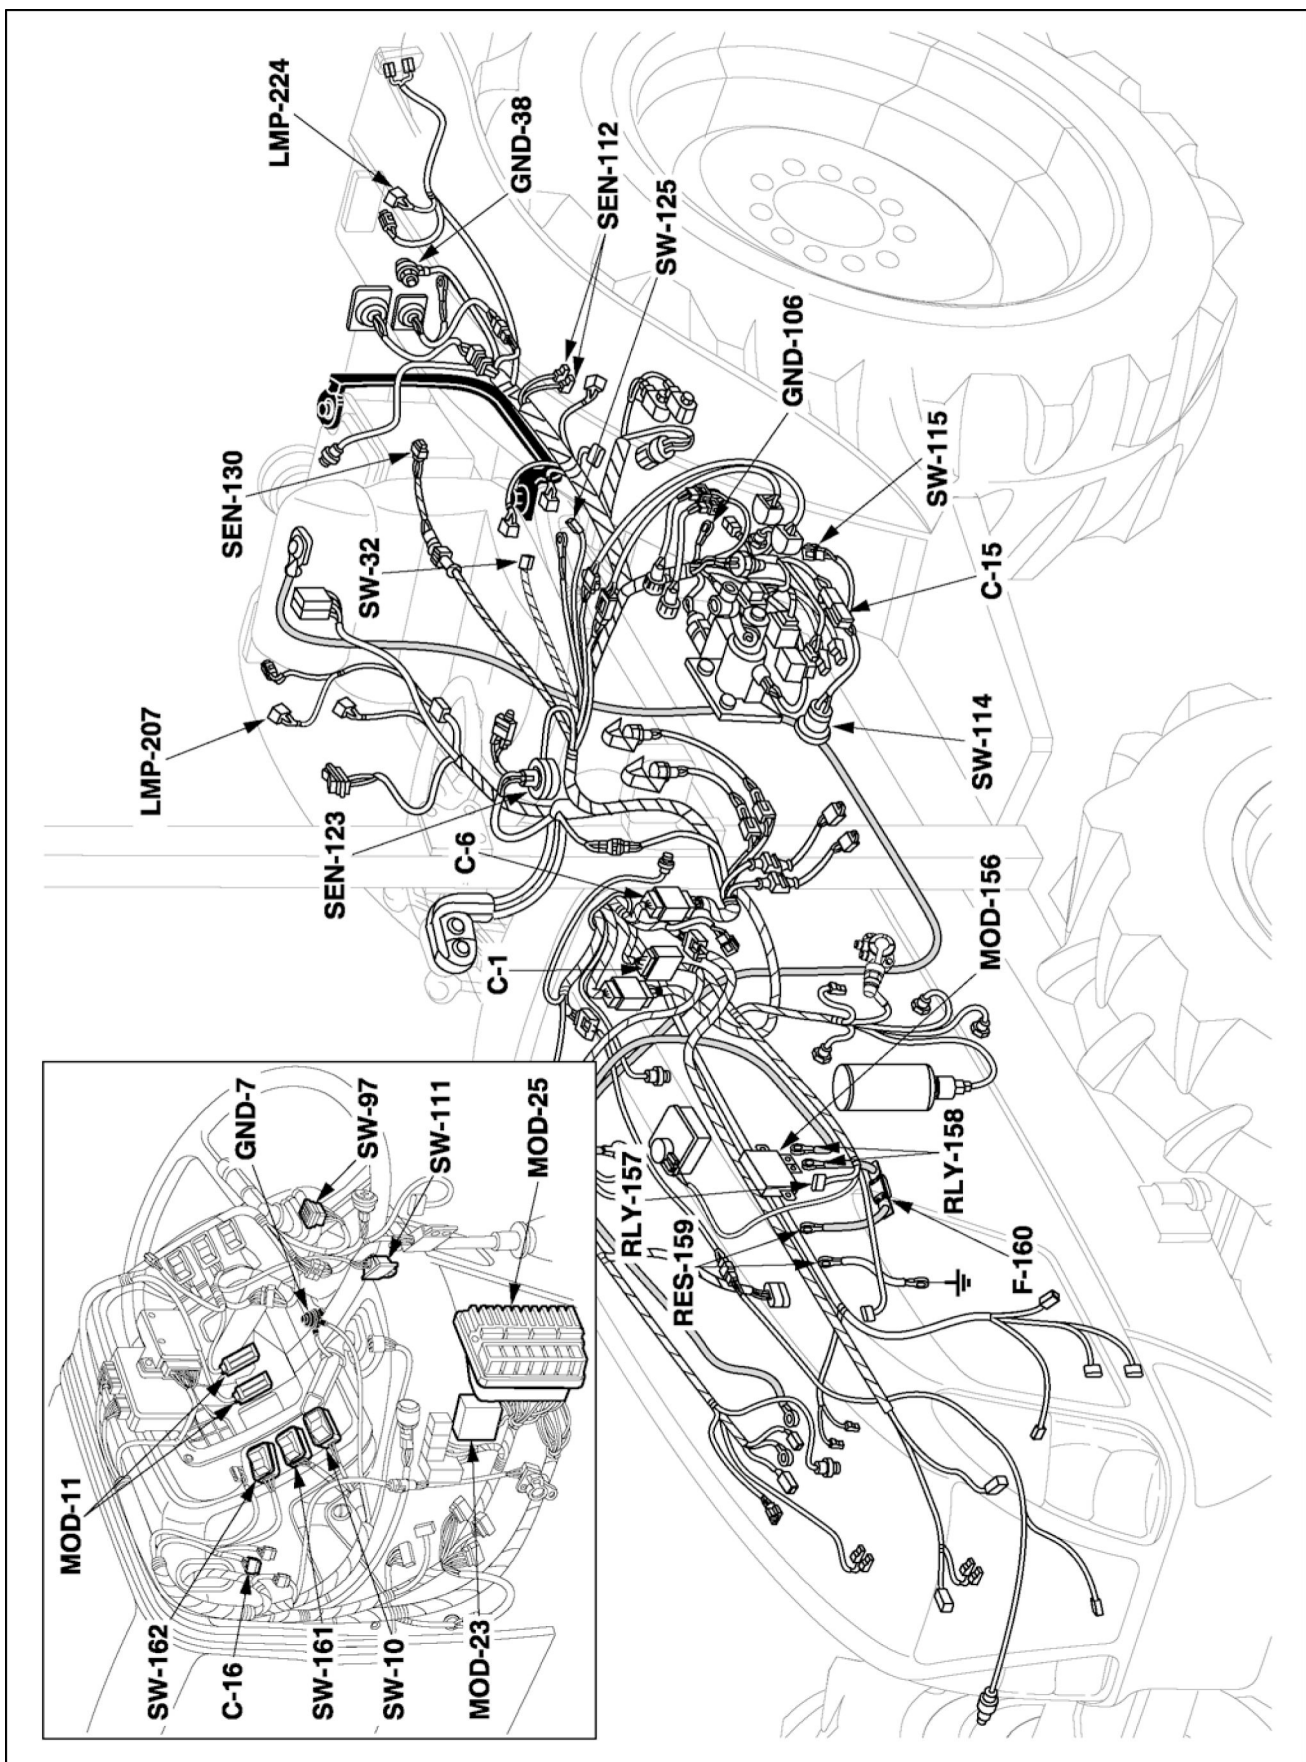 MOD-11
SW-162
LMP-207
C-16
GND-7
SEN-130
LMP-224
SW-161
SEN-123
SW-97
SW-32
SW-10
SW-111
C-6
MOD-23
C-1
GND-38
MOD-25
SEN-112
RLY-157
SW-125
RES-159
GND-106
SW-115
RLY-158
SW-114
MOD-156
C-15
F-160